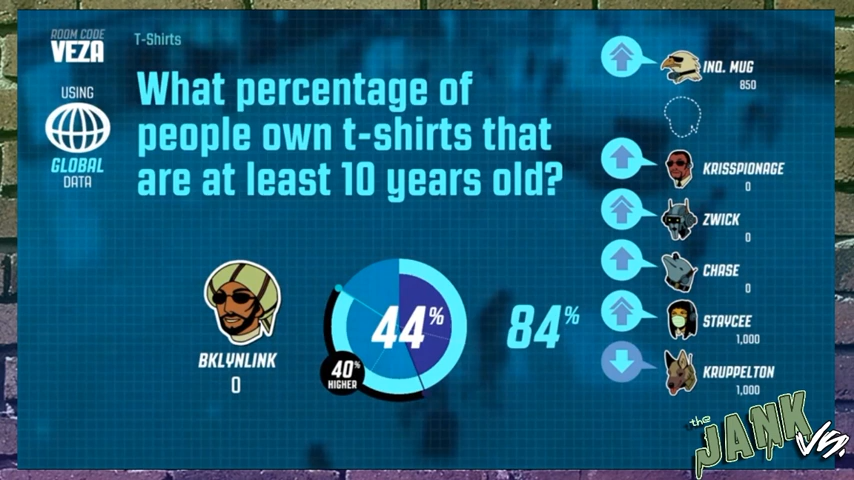 ROOM CODE
VEZA
T-Shirts
USING
GLOBAL
DATA
What percentage of
people own t-shirts that
are at least 10 years old?
BKLYNLINK
0
44%
40%
HIGHER
84%
INQ. MUG
850
KRISSPIONAGE
0
ZWICK
0
CHASE
0
STAYCEE
1,000
KRUPPELTON
1,000
the
JANK
VS.